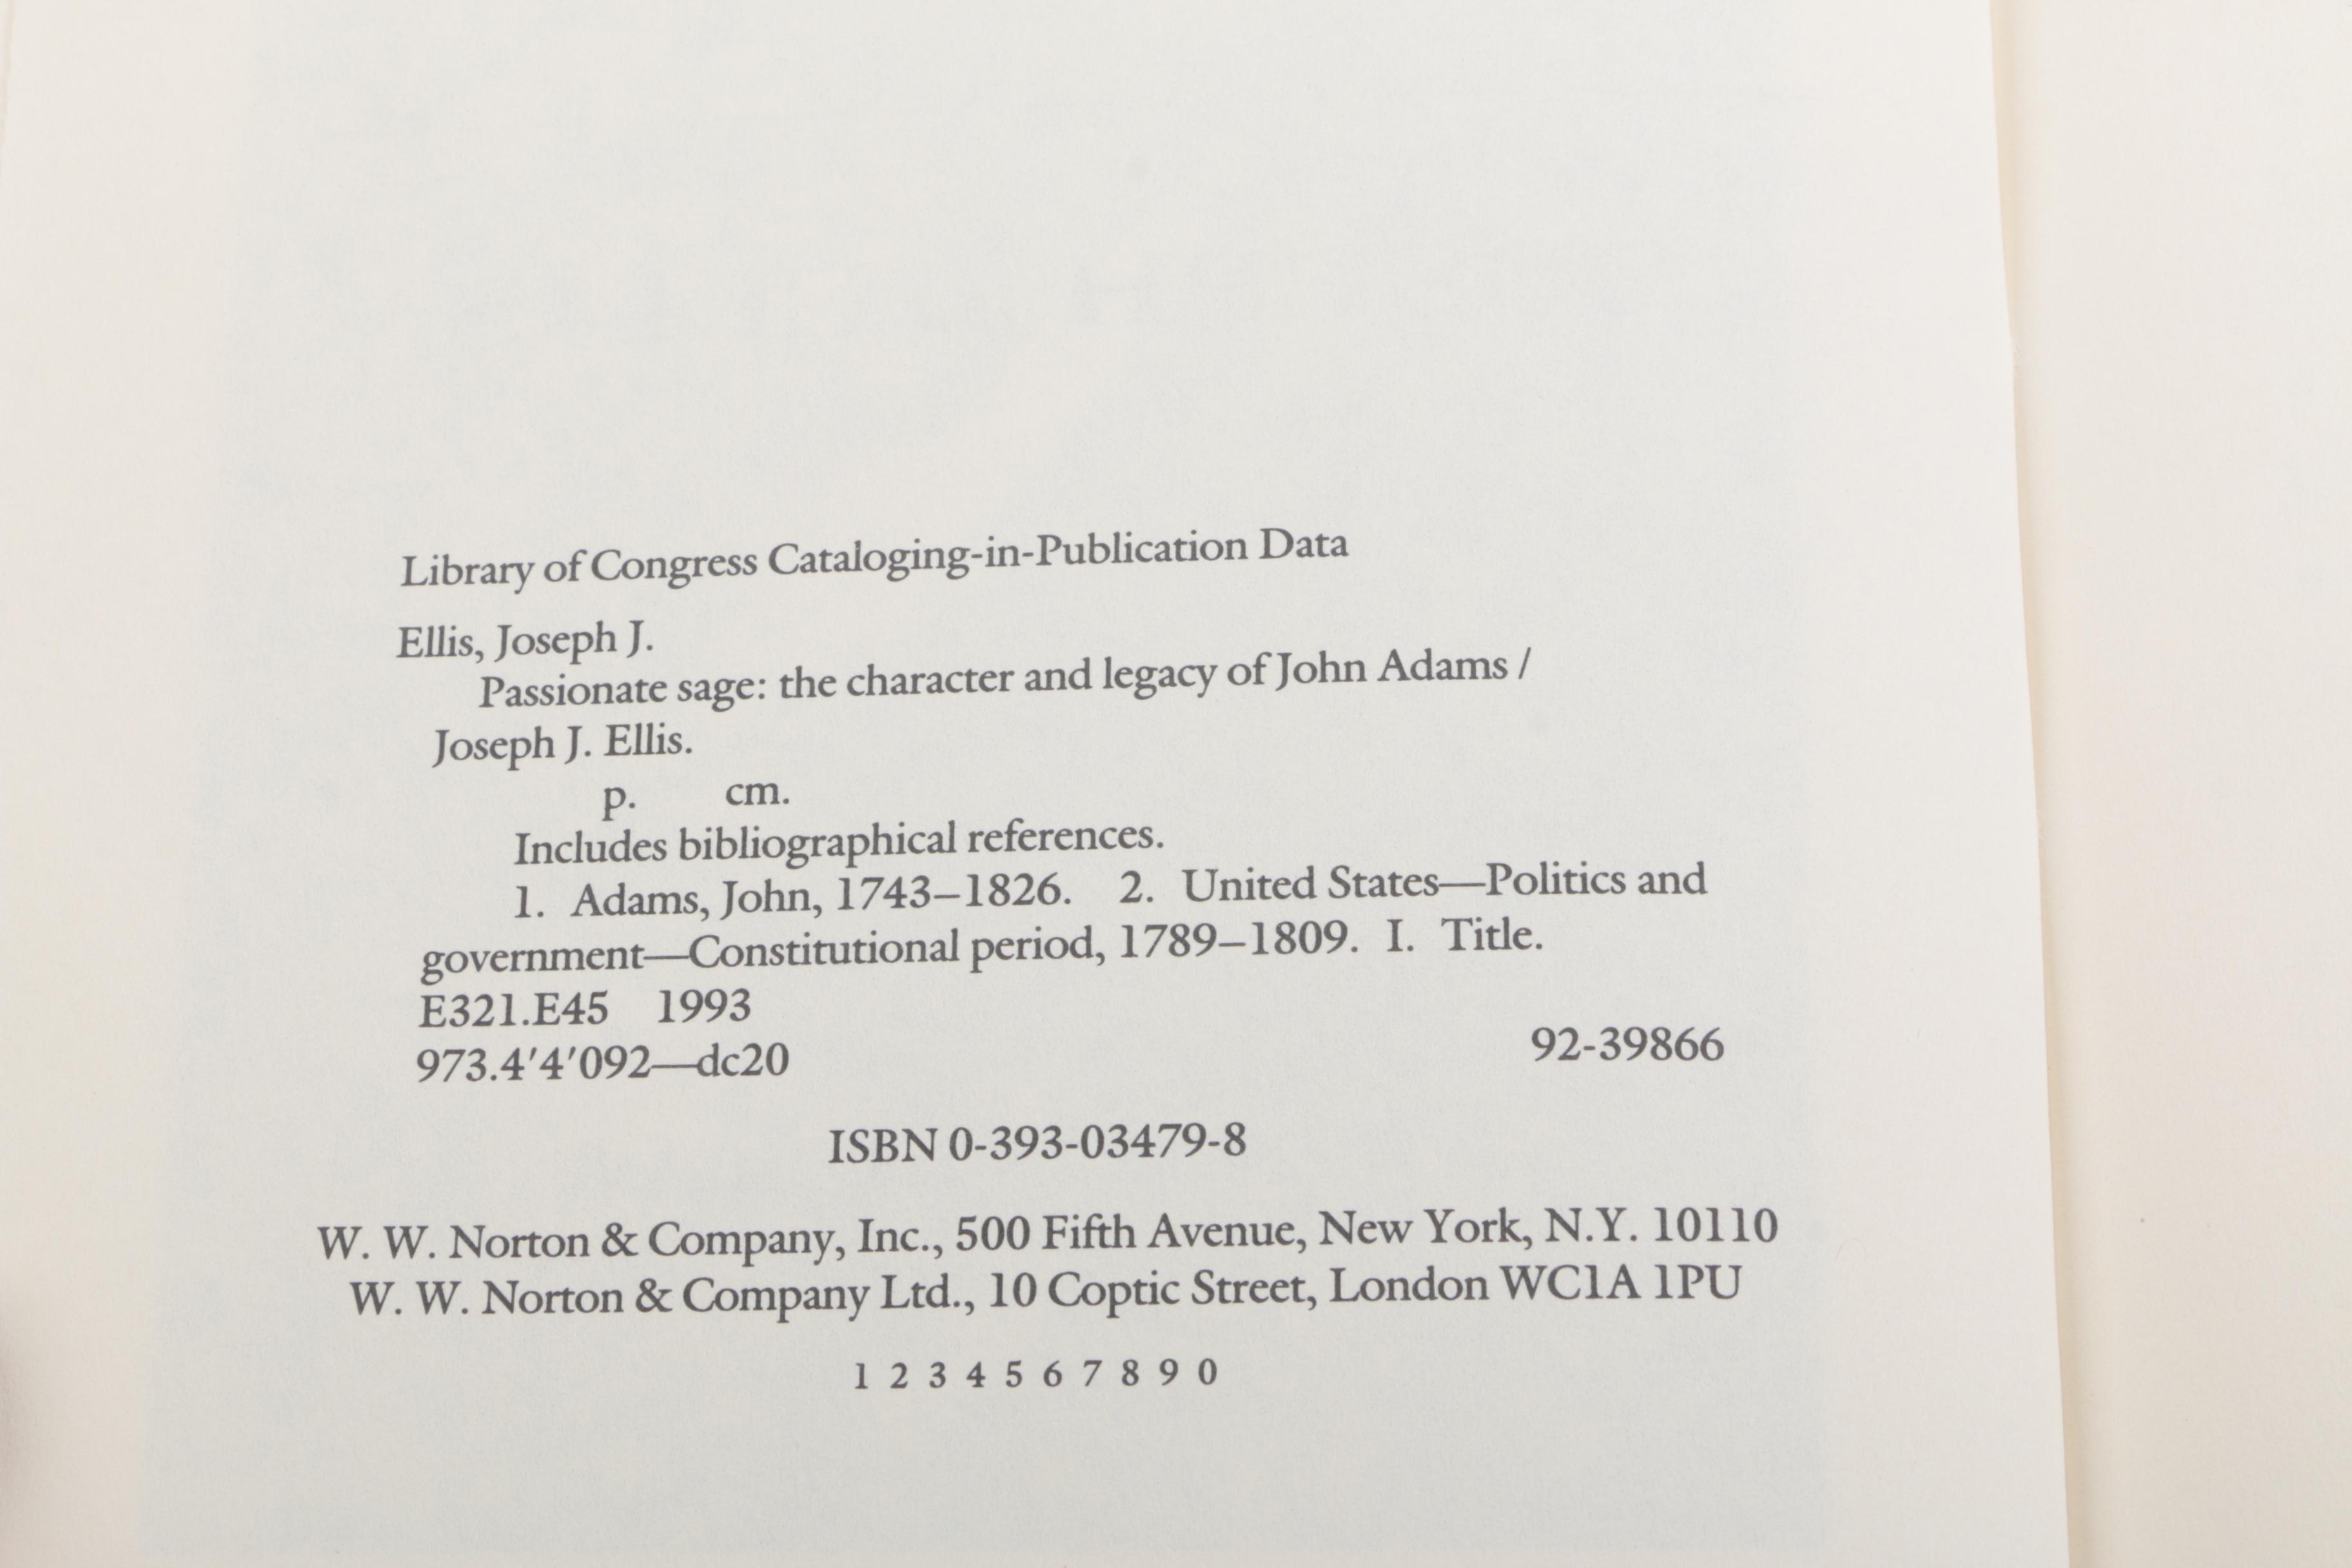 Library of Congress Cataloging-in-Publication Data
Ellis, Joseph J.
Passionate sage: the character and legacy of John Adams /
Joseph J. Ellis.
p. cm.
Includes bibliographical references.
1. Adams, John, 1743–1826. 2. United States—Politics and
government—Constitutional period, 1789–1809. I. Title.
E321.E45 1993
973.4′4′092—dc20 92-39866
ISBN 0-393-03479-8
W. W. Norton & Company, Inc., 500 Fifth Avenue, New York, N.Y. 10110
W. W. Norton & Company Ltd., 10 Coptic Street, London WC1A 1PU
1 2 3 4 5 6 7 8 9 0